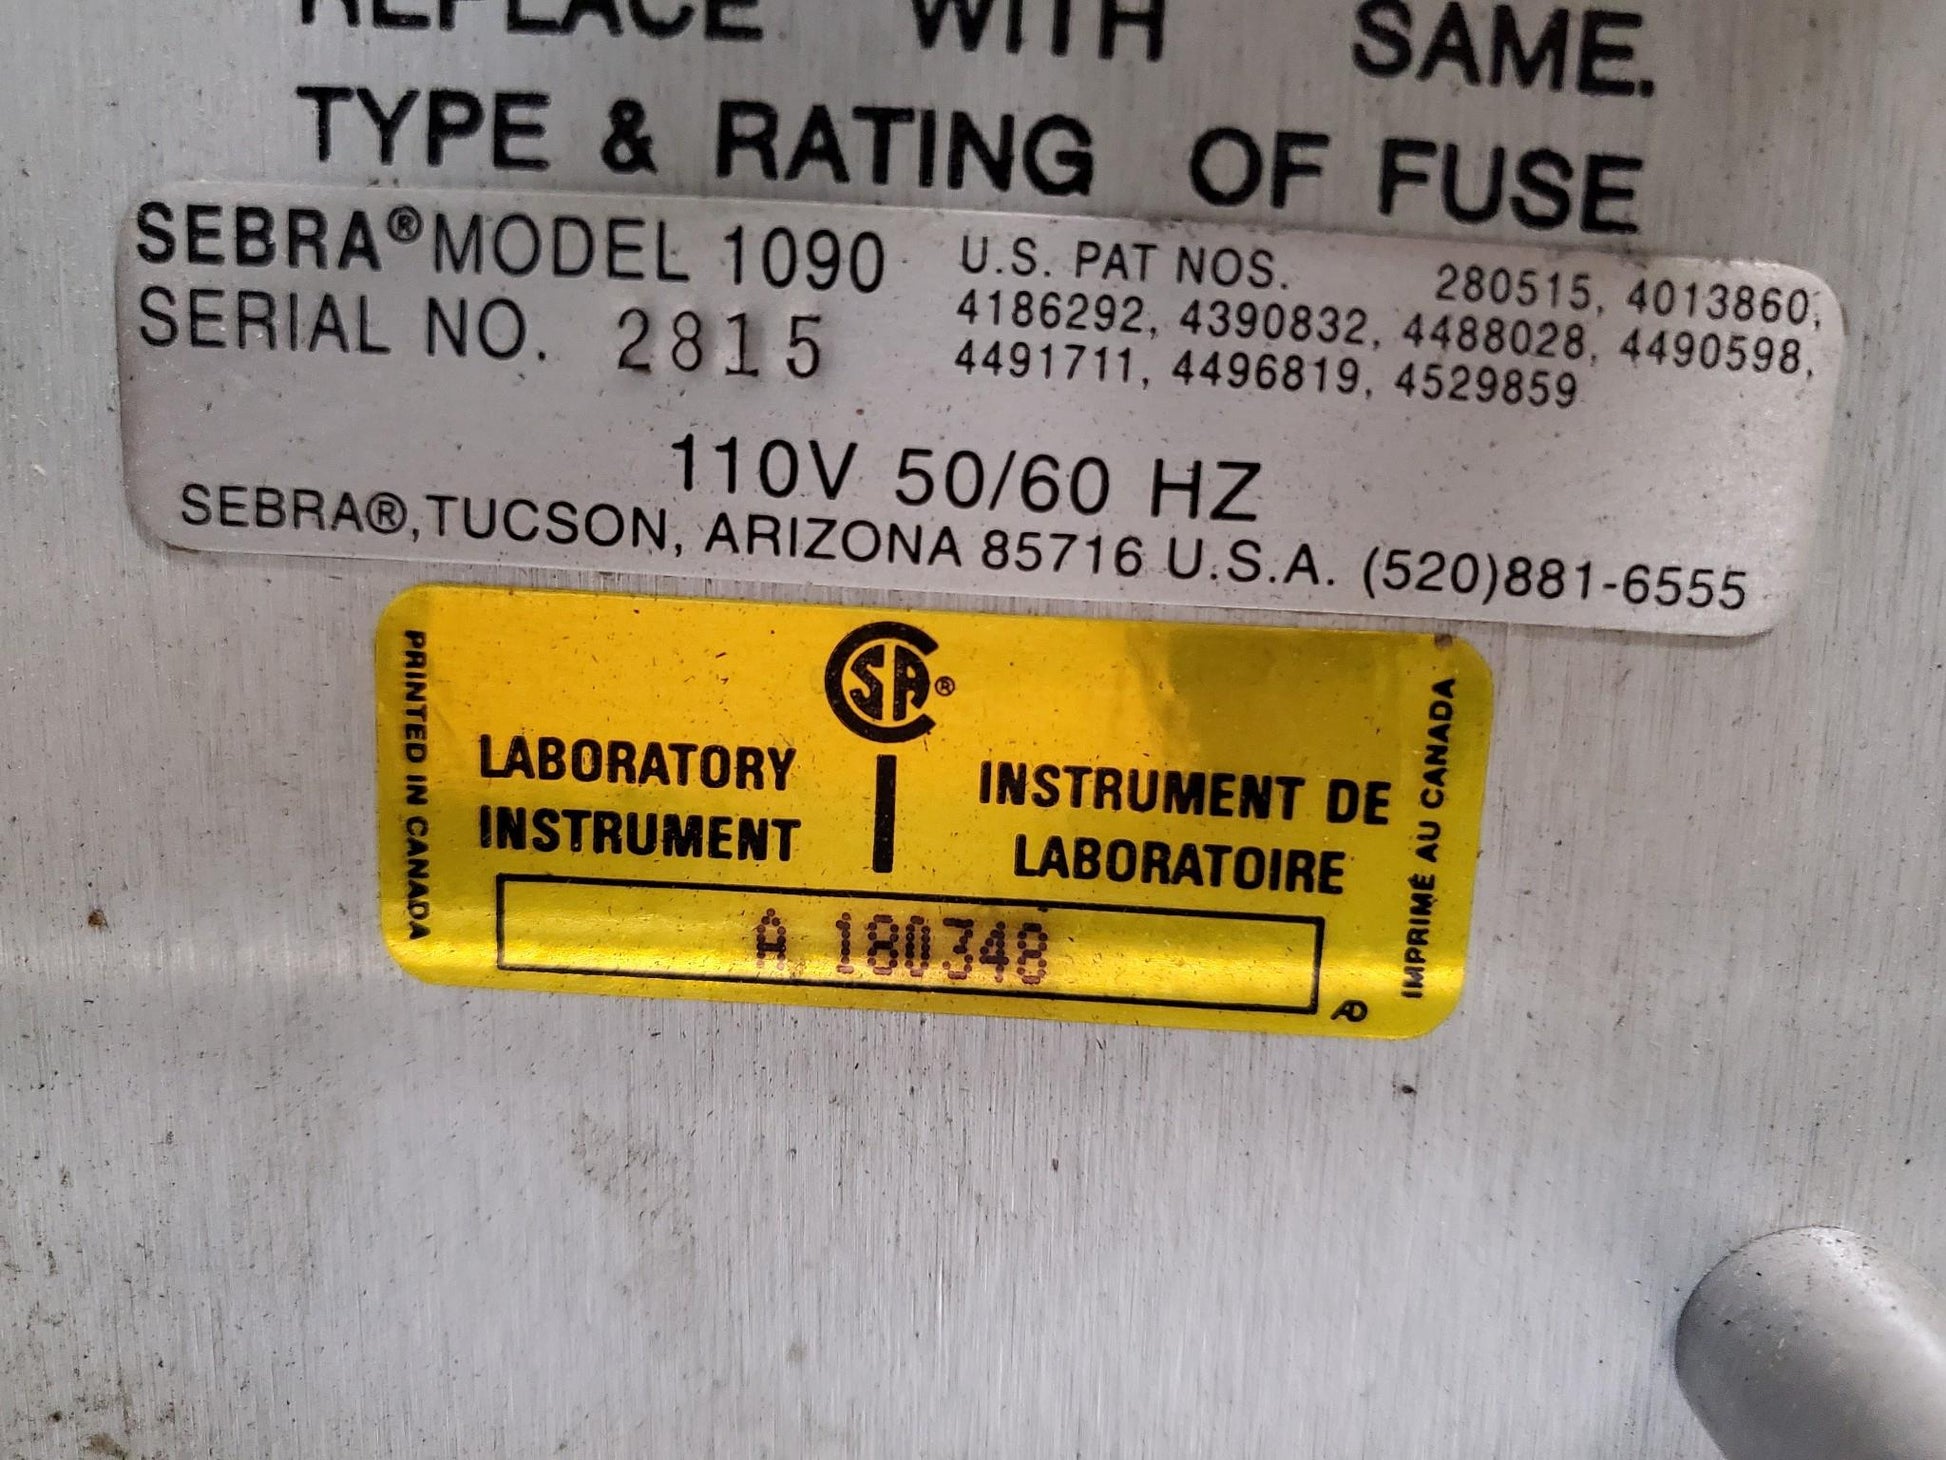 REPLACE WITH SAME.
TYPE & RATING OF FUSE
SEBRA® MODEL 1090
SERIAL NO. 2815
U.S. PAT NOS. 280515, 4013860,
4186292, 4390832, 4488028, 4490598,
4491711, 4496819, 4529859
110V 50/60 HZ
SEBRA®, TUCSON, ARIZONA 85716 U.S.A. (520)881-6555
PRINTED IN CANADA
CSA®
LABORATORY
INSTRUMENT
INSTRUMENT DE
LABORATOIRE
A 180348
IMPRIMÉ AU CANADA